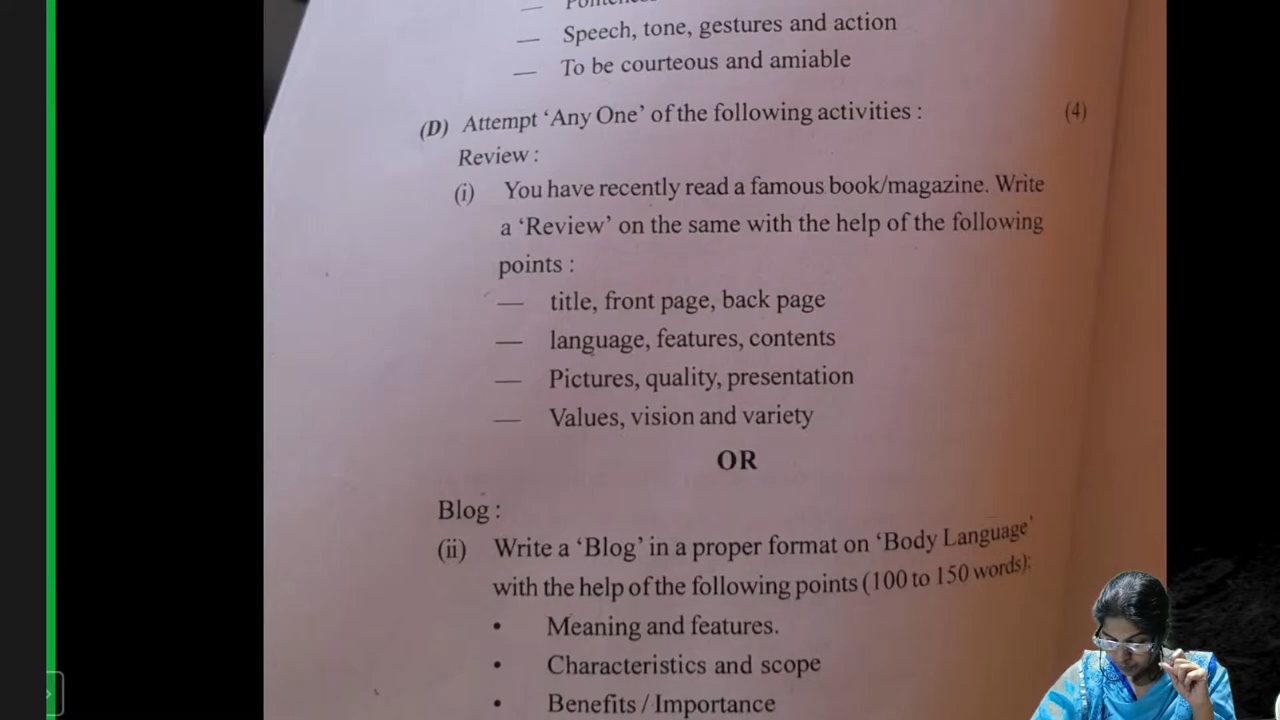 — Speech, tone, gestures and action
— To be courteous and amiable
(D) Attempt ‘Any One’ of the following activities : (4)
Review :
(i) You have recently read a famous book/magazine. Write
a ‘Review’ on the same with the help of the following
points :
— title, front page, back page
— language, features, contents
— Pictures, quality, presentation
— Values, vision and variety
OR
Blog :
(ii) Write a ‘Blog’ in a proper format on ‘Body Language’
with the help of the following points (100 to 150 words):
• Meaning and features.
• Characteristics and scope
• Benefits / Importance